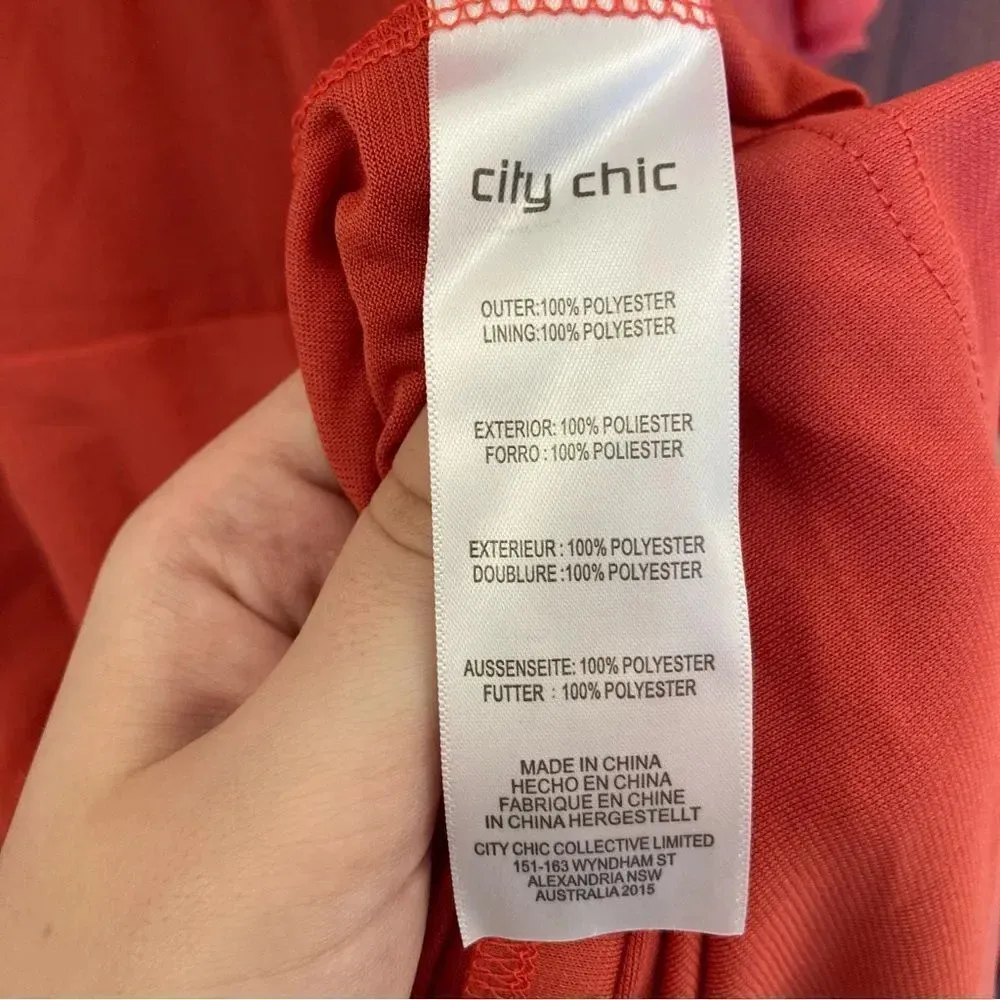 city chic
OUTER:100% POLYESTER
LINING:100% POLYESTER
EXTERIOR: 100% POLIESTER
FORRO : 100% POLIESTER
EXTERIEUR : 100% POLYESTER
DOUBLURE :100% POLYESTER
AUSSENSEITE: 100% POLYESTER
FUTTER : 100% POLYESTER
MADE IN CHINA
HECHO EN CHINA
FABRIQUE EN CHINE
IN CHINA HERGESTELLT
CITY CHIC COLLECTIVE LIMITED
151-163 WYNDHAM ST
ALEXANDRIA NSW
AUSTRALIA 2015